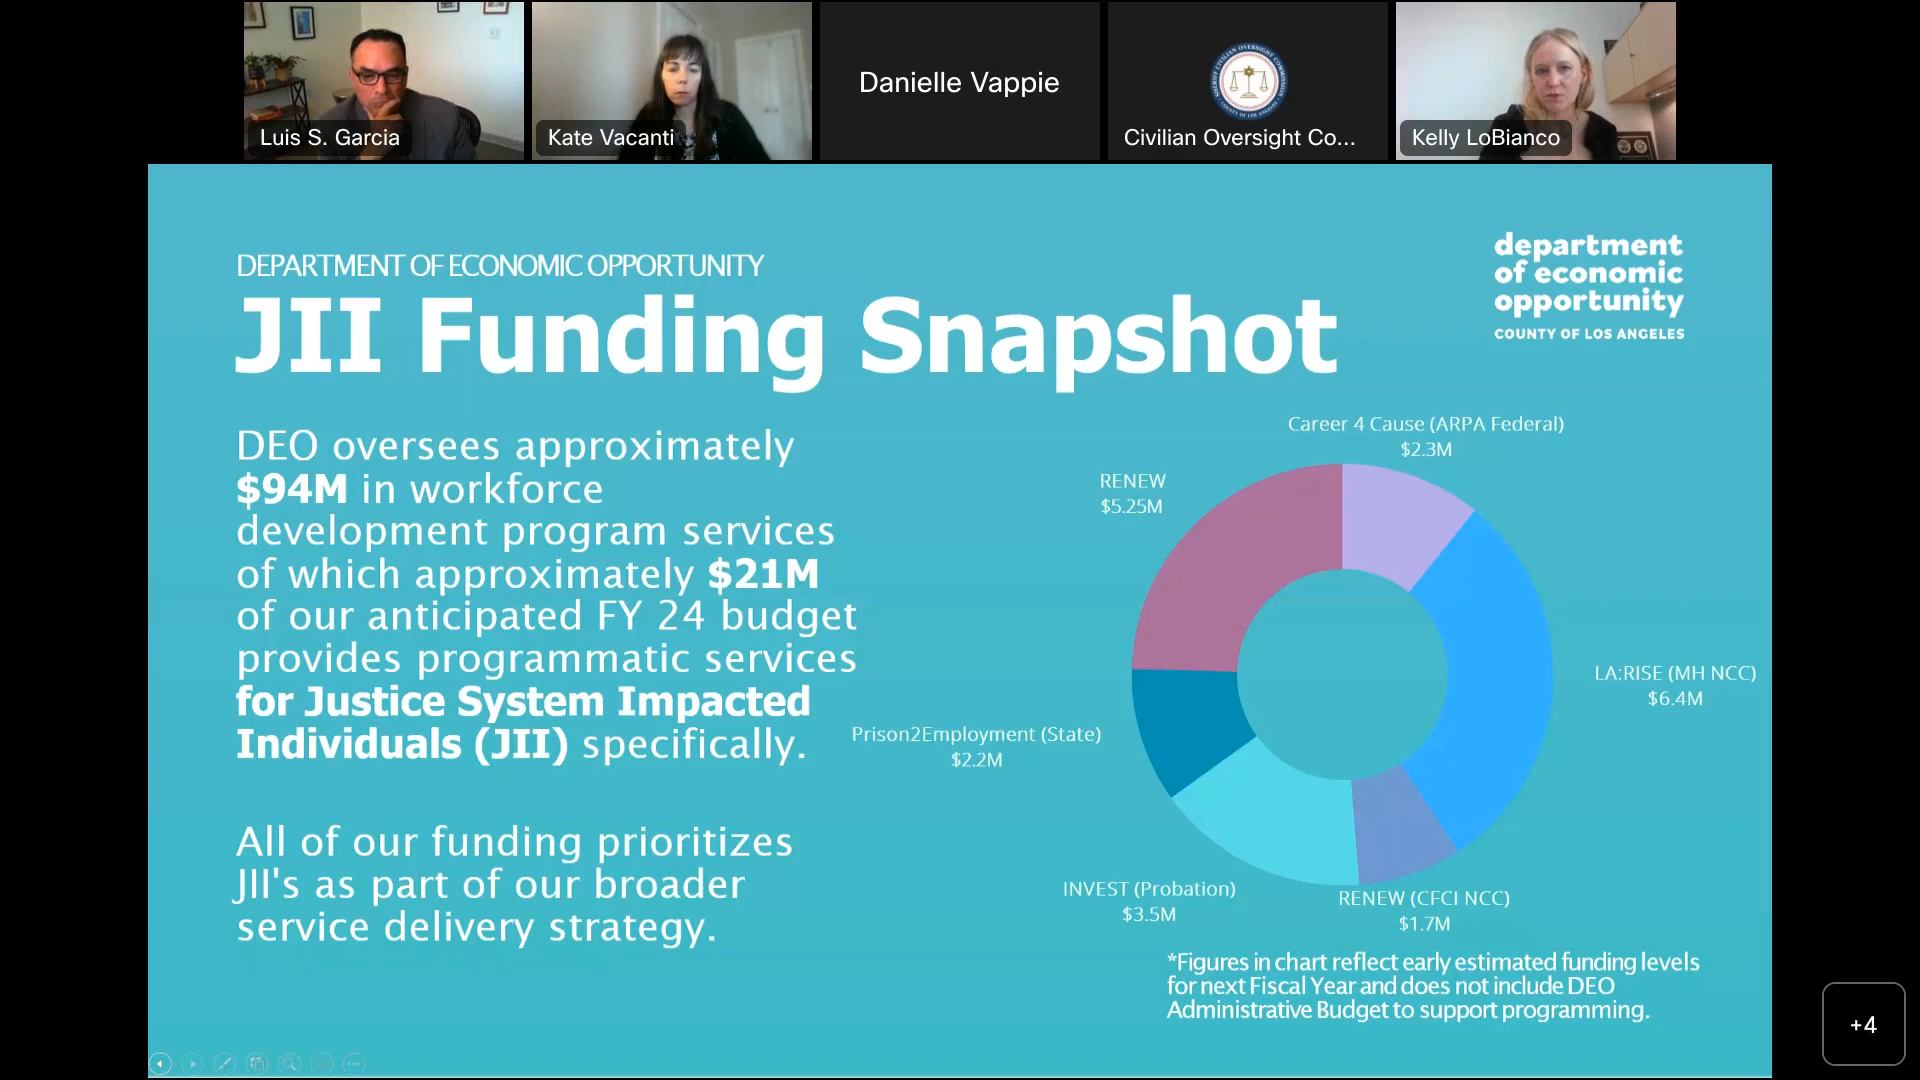 Luis S. Garcia
Kate Vacanti
Danielle Vappie
Civilian Oversight Co...
Kelly LoBianco
DEPARTMENT OF ECONOMIC OPPORTUNITY
JII Funding Snapshot
department
of economic
opportunity
COUNTY OF LOS ANGELES
DEO oversees approximately
$94M in workforce
development program services
of which approximately $21M
of our anticipated FY 24 budget
provides programmatic services
for Justice System Impacted
Individuals (JII) specifically.
All of our funding prioritizes
JII's as part of our broader
service delivery strategy.
Career 4 Cause (ARPA Federal)
$2.3M
RENEW
$5.25M
LA:RISE (MH NCC)
$6.4M
Prison2Employment (State)
$2.2M
INVEST (Probation)
$3.5M
RENEW (CFCI NCC)
$1.7M
*Figures in chart reflect early estimated funding levels
for next Fiscal Year and does not include DEO
Administrative Budget to support programming.
+4